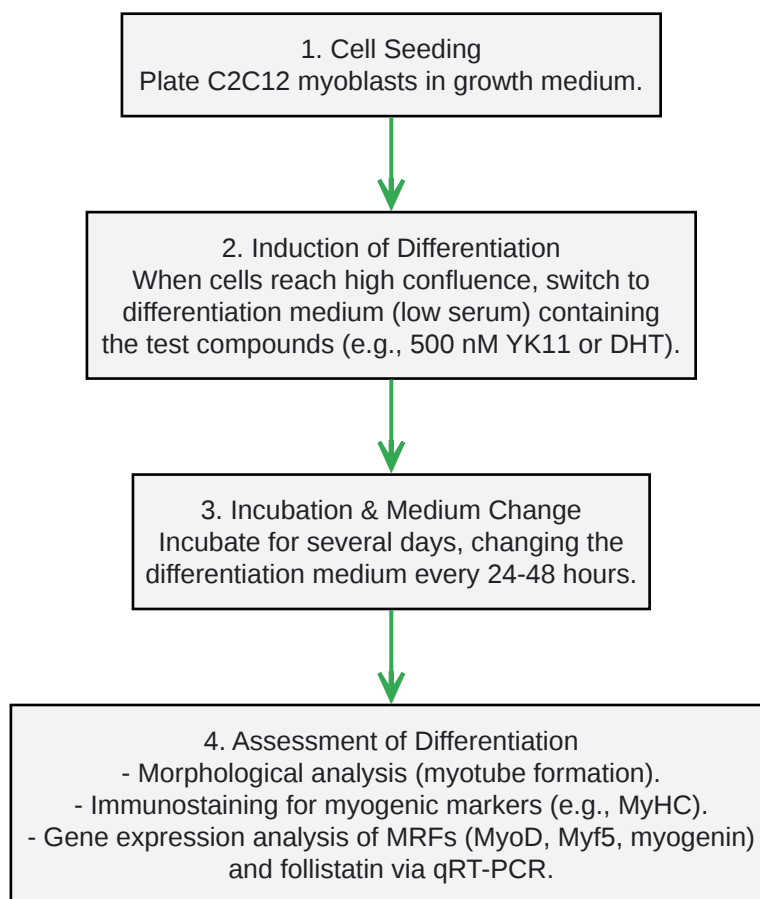 1. Cell Seeding
Plate C2C12 myoblasts in growth medium.
2. Induction of Differentiation
When cells reach high confluence, switch to
differentiation medium (low serum) containing
the test compounds (e.g., 500 nM YK11 or DHT).
3. Incubation & Medium Change
Incubate for several days, changing the
differentiation medium every 24-48 hours.
4. Assessment of Differentiation
- Morphological analysis (myotube formation).
- Immunostaining for myogenic markers (e.g., MyHC).
- Gene expression analysis of MRFs (MyoD, Myf5, myogenin)
and follistatin via qRT-PCR.